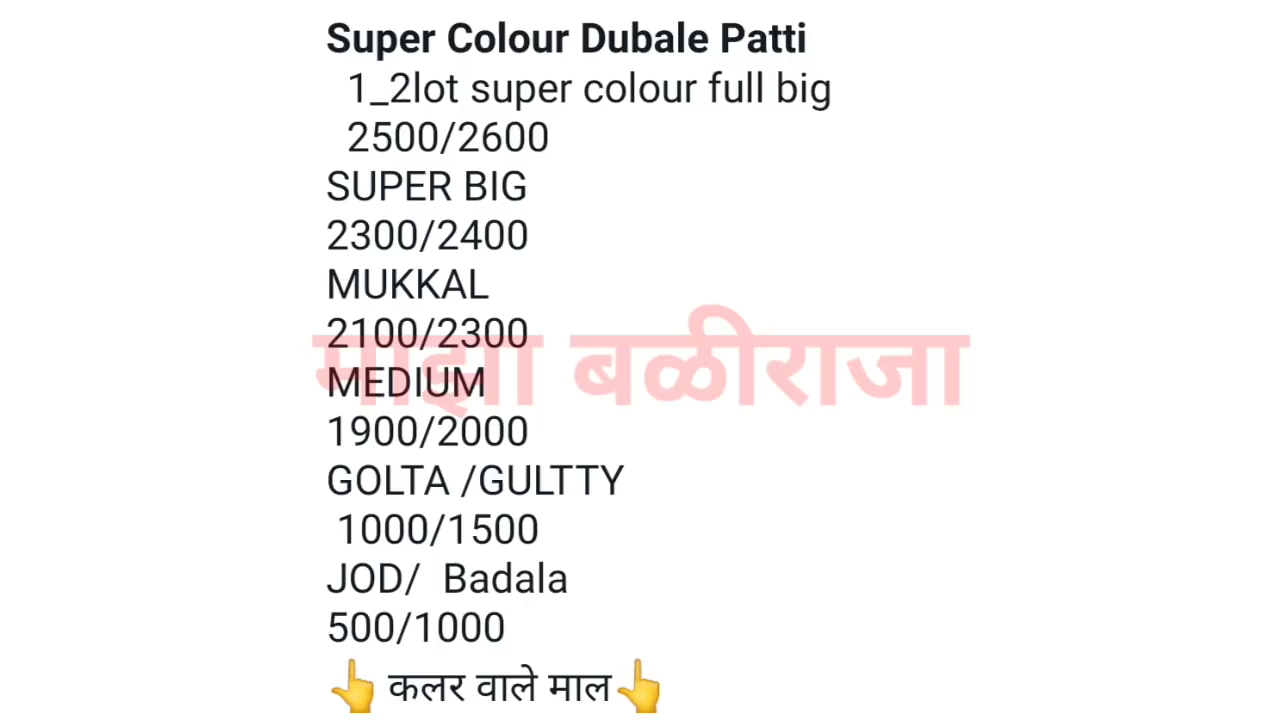 Super Colour Dubale Patti
1_2lot super colour full big
2500/2600
SUPER BIG
2300/2400
MUKKAL
2100/2300
माझा बळीराजा
MEDIUM
1900/2000
GOLTA /GULTTY
1000/1500
JOD/ Badala
500/1000
👆 कलर वाले माल👆